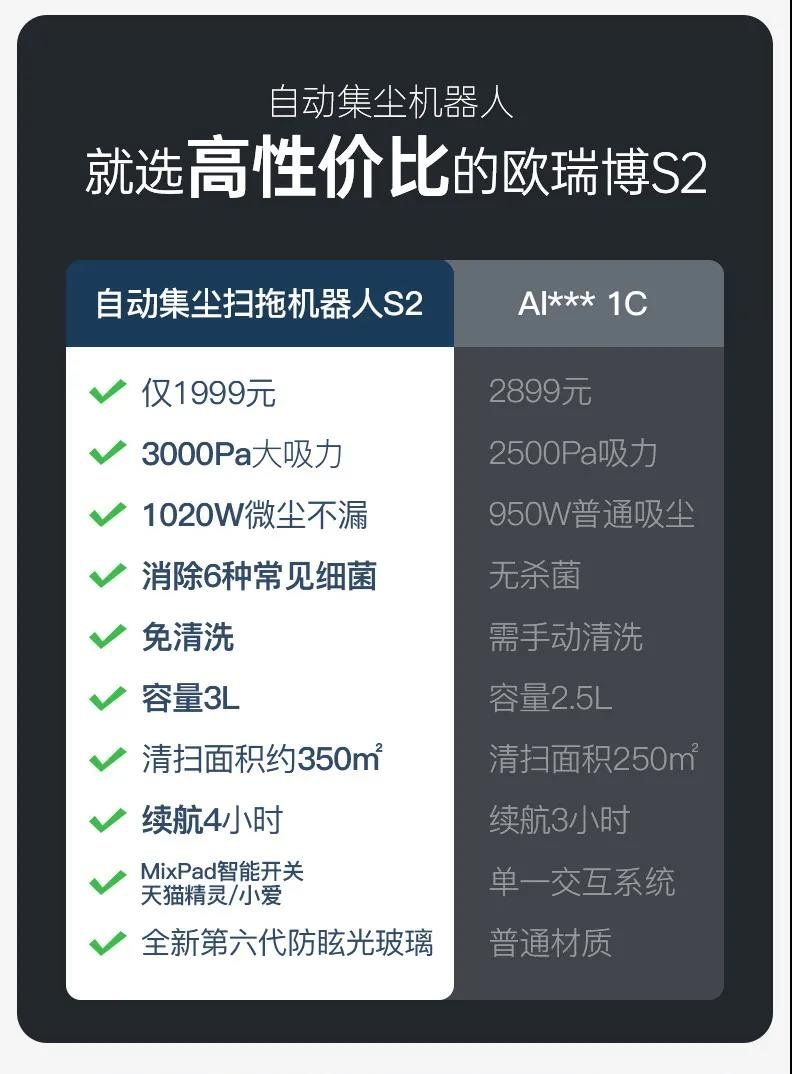 自动集尘机器人
就选高性价比的欧瑞博S2
自动集尘扫拖机器人S2
AI*** 1C
仅1999元
2899元
3000Pa大吸力
2500Pa吸力
1020W微尘不漏
950W普通吸尘
消除6种常见细菌
无杀菌
免清洗
需手动清洗
容量3L
容量2.5L
清扫面积约350㎡
清扫面积250㎡
续航4小时
续航3小时
MixPad智能开关
天猫精灵/小爱
单一交互系统
全新第六代防眩光玻璃
普通材质